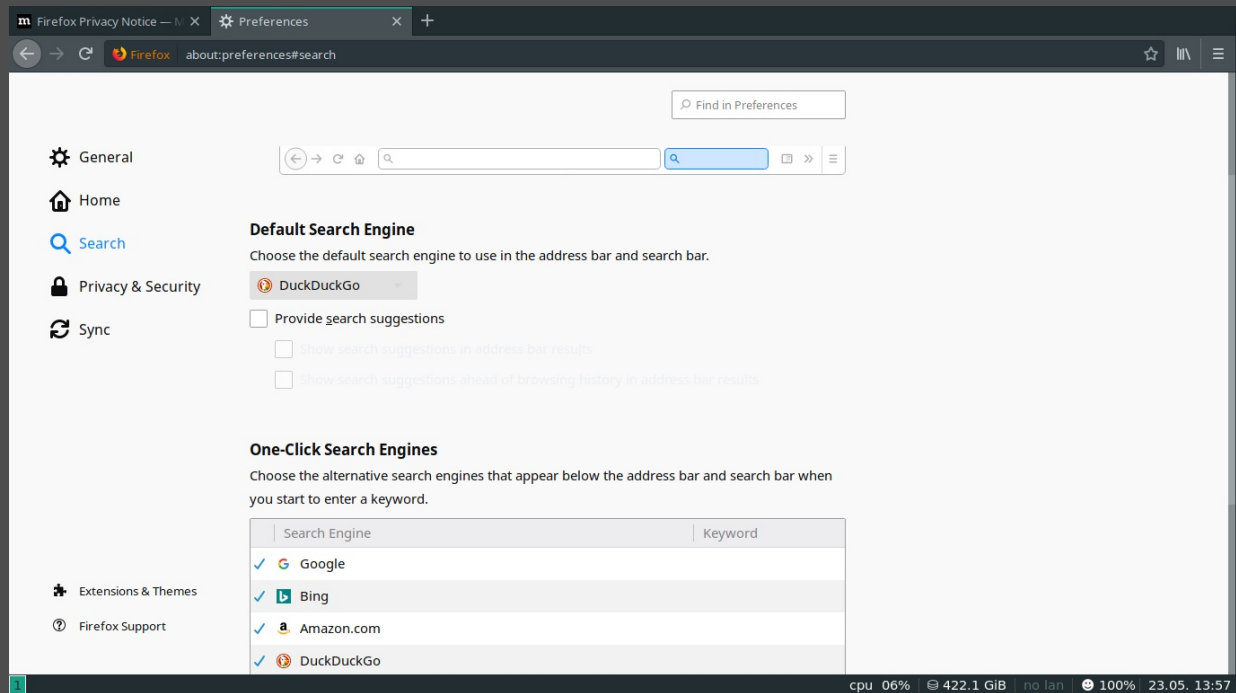 Firefox Privacy Notice — M
Preferences
Firefox about:preferences#search
Find in Preferences
General
Home
Search
Privacy & Security
Sync
Extensions & Themes
Firefox Support
Default Search Engine
Choose the default search engine to use in the address bar and search bar.
DuckDuckGo
Provide search suggestions
Show search suggestions in address bar results
Show search suggestions ahead of browsing history in address bar results
One-Click Search Engines
Choose the alternative search engines that appear below the address bar and search bar when
you start to enter a keyword.
Search Engine Keyword
Google
Bing
Amazon.com
DuckDuckGo
1 cpu 06% 422.1 GiB no lan 100% 23.05. 13:57